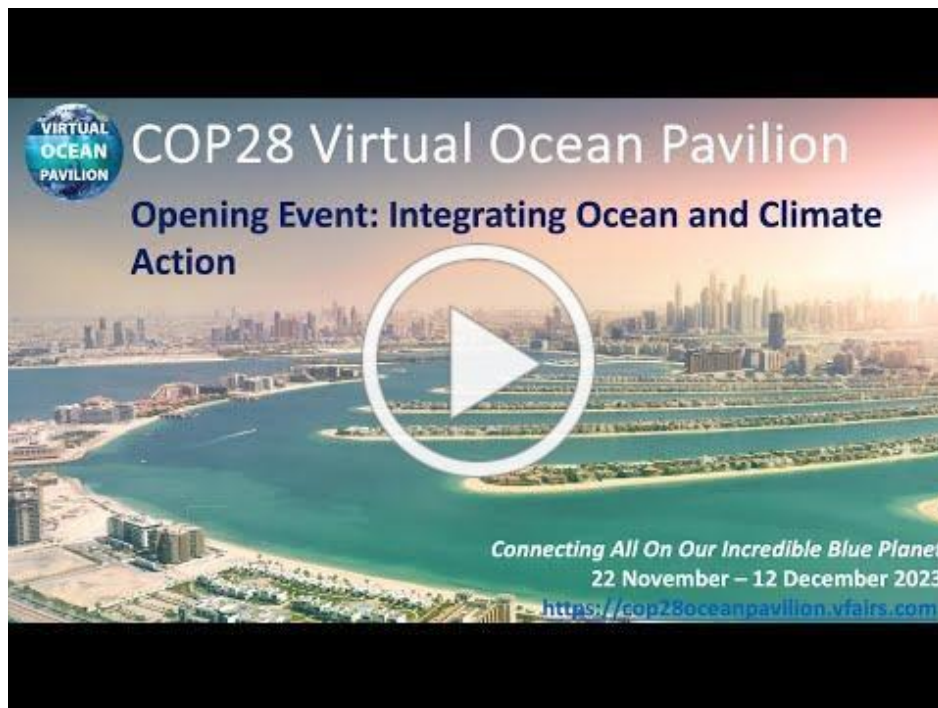 VIRTUAL
OCEAN
PAVILION
COP28 Virtual Ocean Pavilion
Opening Event: Integrating Ocean and Climate
Action
Connecting All On Our Incredible Blue Planet
22 November – 12 December 2023
https://cop28oceanpavilion.vfairs.com